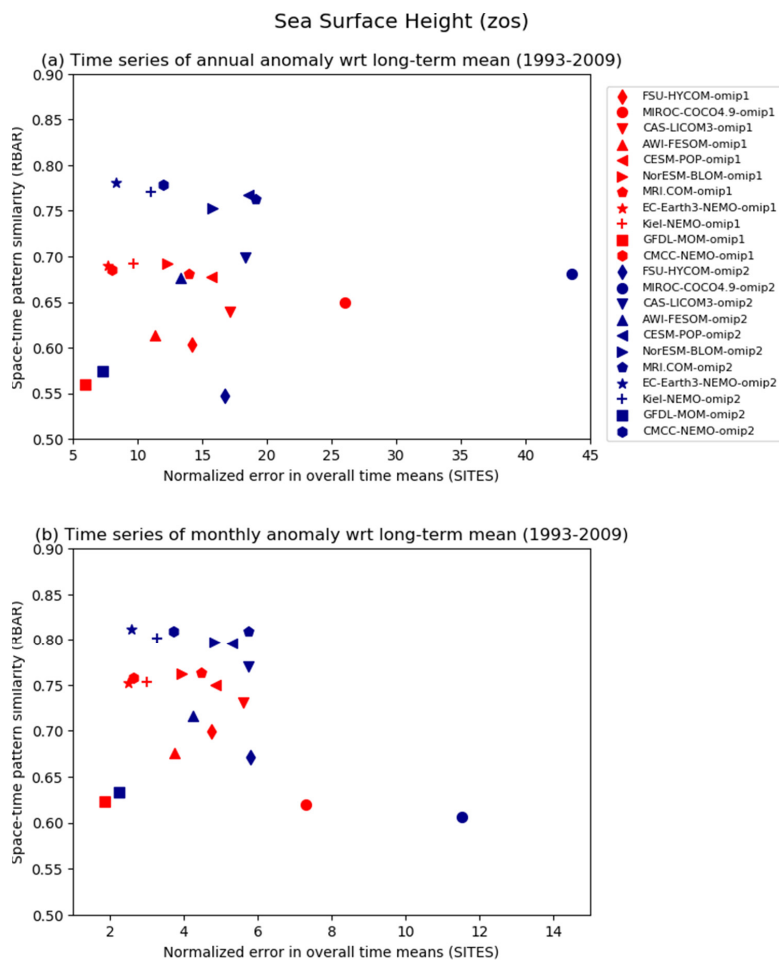 Sea Surface Height (zos)
(a) Time series of annual anomaly wrt long-term mean (1993-2009)
0.90
0.85
0.80
0.75
0.70
0.65
0.60
0.55
0.50
Space-time pattern similarity (RBAR)
5 10 15 20 25 30 35 40 45
Normalized error in overall time means (SITES)
FSU-HYCOM-omip1
MIROC-COCO4.9-omip1
CAS-LICOM3-omip1
AWI-FESOM-omip1
CESM-POP-omip1
NorESM-BLOM-omip1
MRI.COM-omip1
EC-Earth3-NEMO-omip1
Kiel-NEMO-omip1
GFDL-MOM-omip1
CMCC-NEMO-omip1
FSU-HYCOM-omip2
MIROC-COCO4.9-omip2
CAS-LICOM3-omip2
AWI-FESOM-omip2
CESM-POP-omip2
NorESM-BLOM-omip2
MRI.COM-omip2
EC-Earth3-NEMO-omip2
Kiel-NEMO-omip2
GFDL-MOM-omip2
CMCC-NEMO-omip2
(b) Time series of monthly anomaly wrt long-term mean (1993-2009)
0.90
0.85
0.80
0.75
0.70
0.65
0.60
0.55
0.50
Space-time pattern similarity (RBAR)
2 4 6 8 10 12 14
Normalized error in overall time means (SITES)